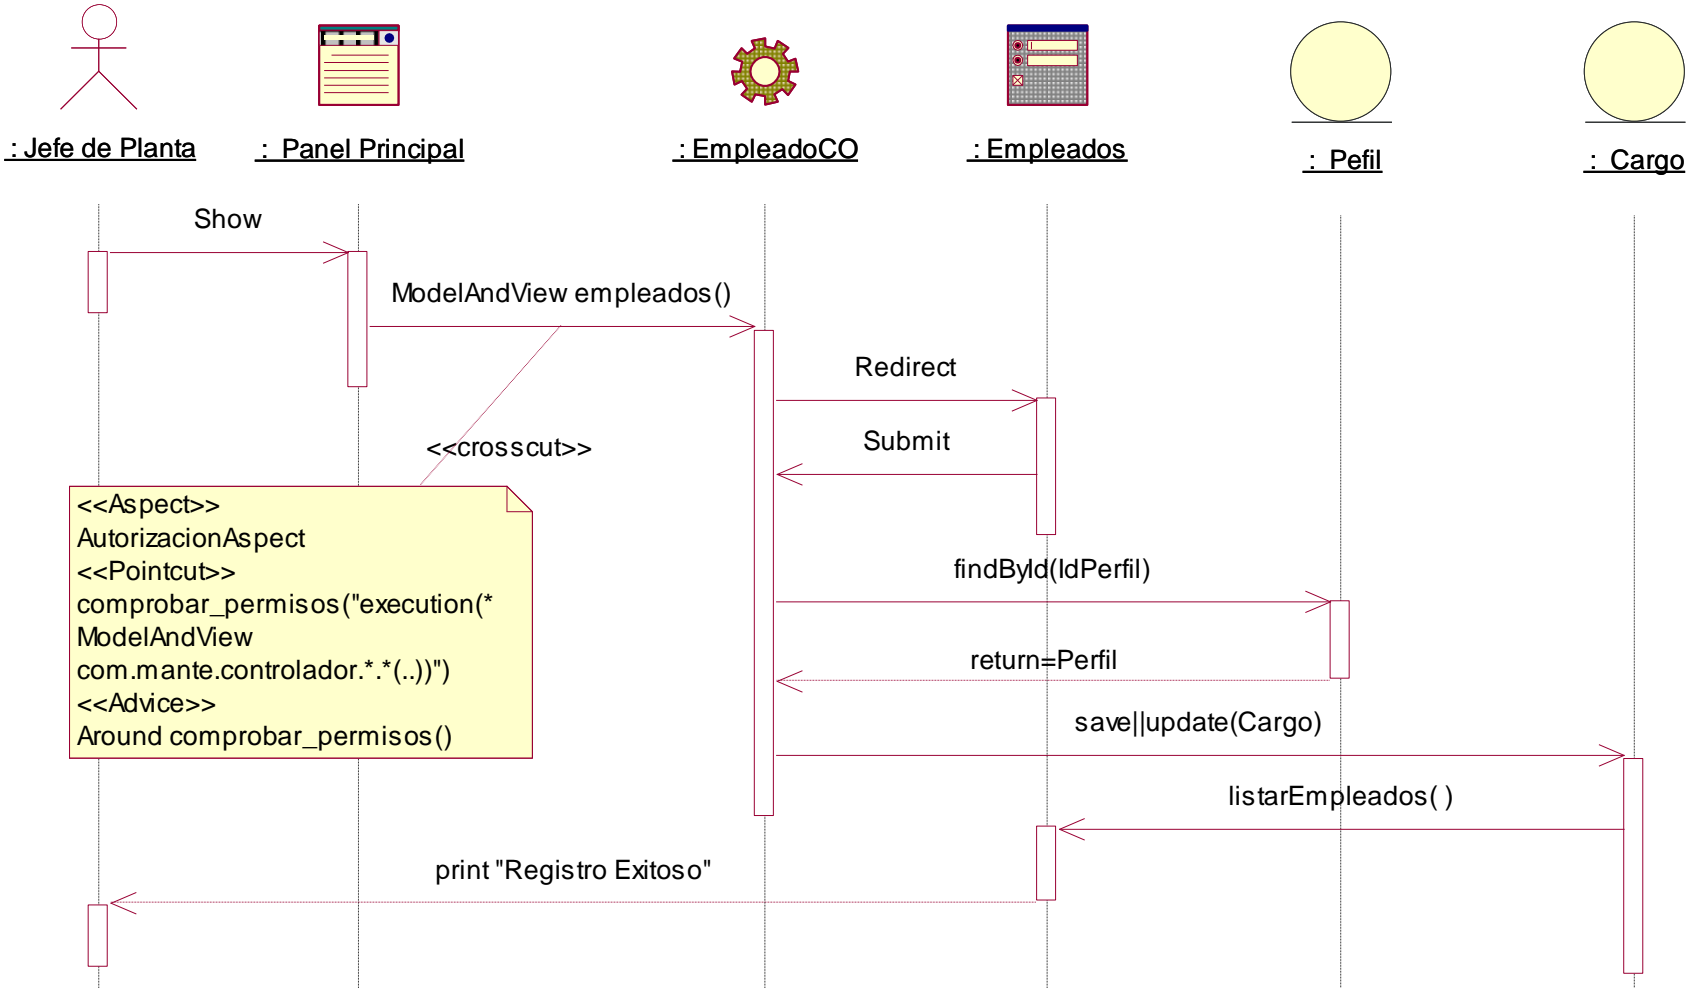 : Jefe de Planta
: Panel Principal
: EmpleadoCO
: Empleados
: Pefil
: Cargo
Show
ModelAndView empleados()
Redirect
Submit
<<crosscut>>
<<Aspect>>
AutorizacionAspect
<<Pointcut>>
comprobar_permisos("execution(*
ModelAndView
com.mante.controlador.*.*(..))")
<<Advice>>
Around comprobar_permisos()
findById(IdPerfil)
return=Perfil
save||update(Cargo)
listarEmpleados( )
print "Registro Exitoso"